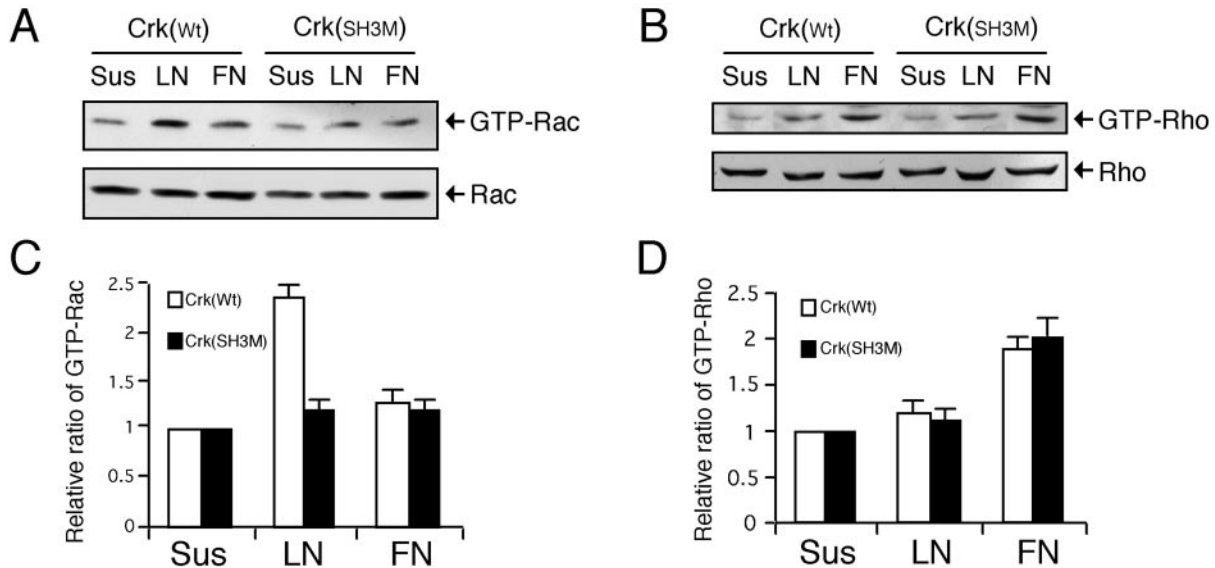 A
Crk(Wt) Crk(SH3M)
Sus LN FN Sus LN FN
←GTP-Rac
←Rac
B
Crk(Wt) Crk(SH3M)
Sus LN FN Sus LN FN
←GTP-Rho
←Rho
C
Relative ratio of GTP-Rac
2.5
2
1.5
1
0.5
0
Crk(Wt)
Crk(SH3M)
Sus LN FN
D
Relative ratio of GTP-Rho
2.5
2
1.5
1
0.5
0
Crk(Wt)
Crk(SH3M)
Sus LN FN